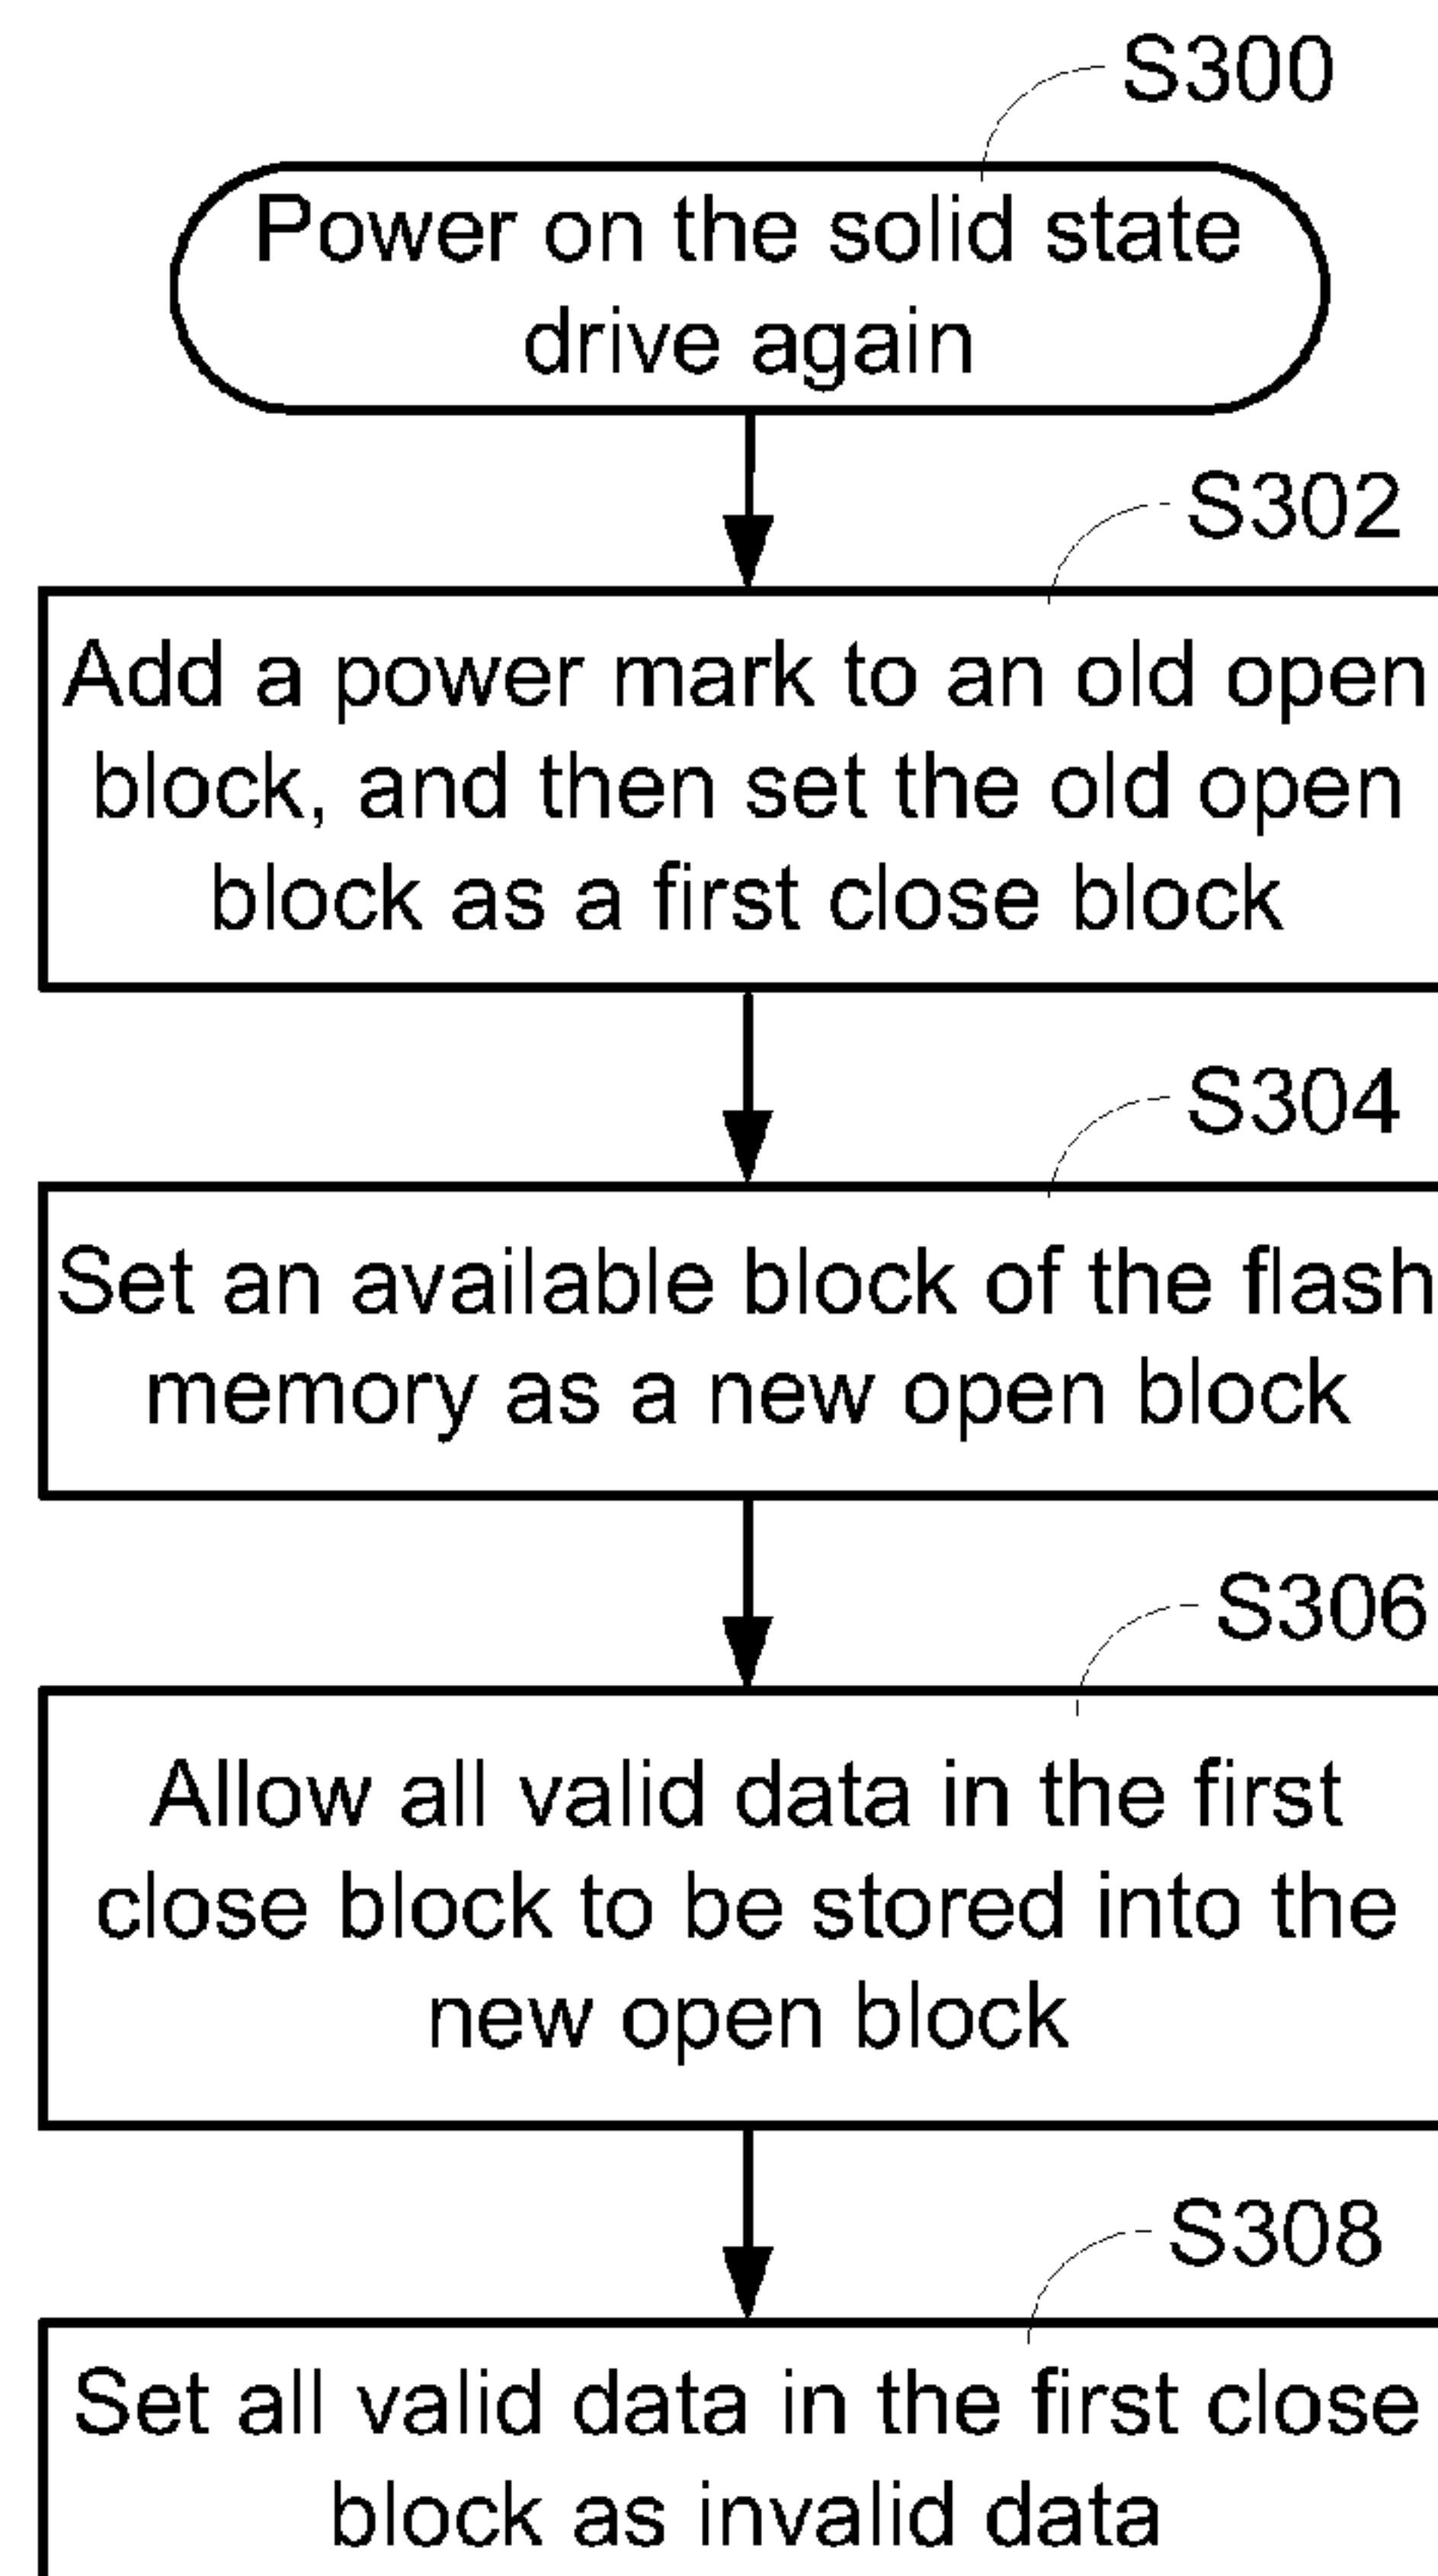 S300
Power on the solid state
drive again
S302
Add a power mark to an old open
block, and then set the old open
block as a first close block
S304
Set an available block of the flash
memory as a new open block
S306
Allow all valid data in the first
close block to be stored into the
new open block
S308
Set all valid data in the first close
block as invalid data